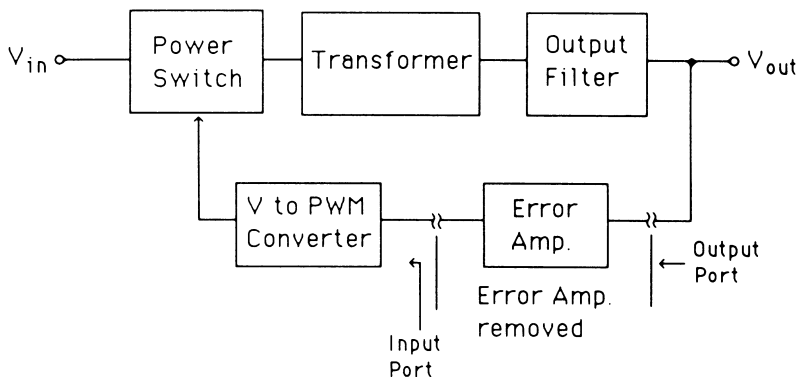 Vin
Power
Switch
Transformer
Output
Filter
Vout
V to PWM
Converter
Error
Amp.
Output
Port
Error Amp.
removed
Input
Port